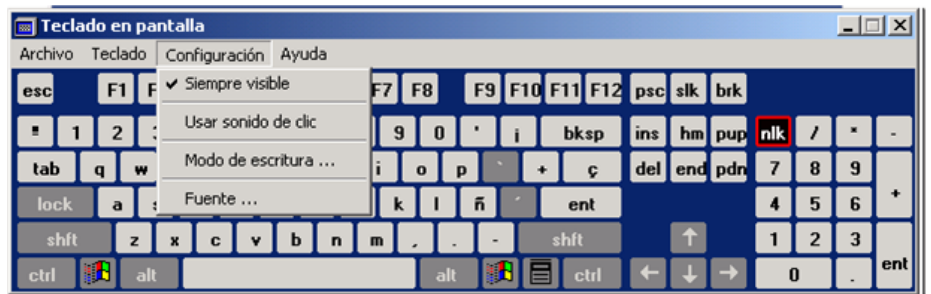 Teclado en pantalla
Archivo Teclado Configuración Ayuda
Siempre visible
Usar sonido de clic
Modo de escritura ...
Fuente ...
esc F1 F7 F8 F9 F10 F11 F12 psc slk brk
1 2 9 0 ' ¡ bksp ins hm pup nlk / * -
tab q w i o p ` + ç del end pdn 7 8 9 +
lock a k l ñ ´ ent 4 5 6
shft z x c v b n m , . - shft ↑ 1 2 3 ent
ctrl alt alt ctrl ← ↓ → 0 .